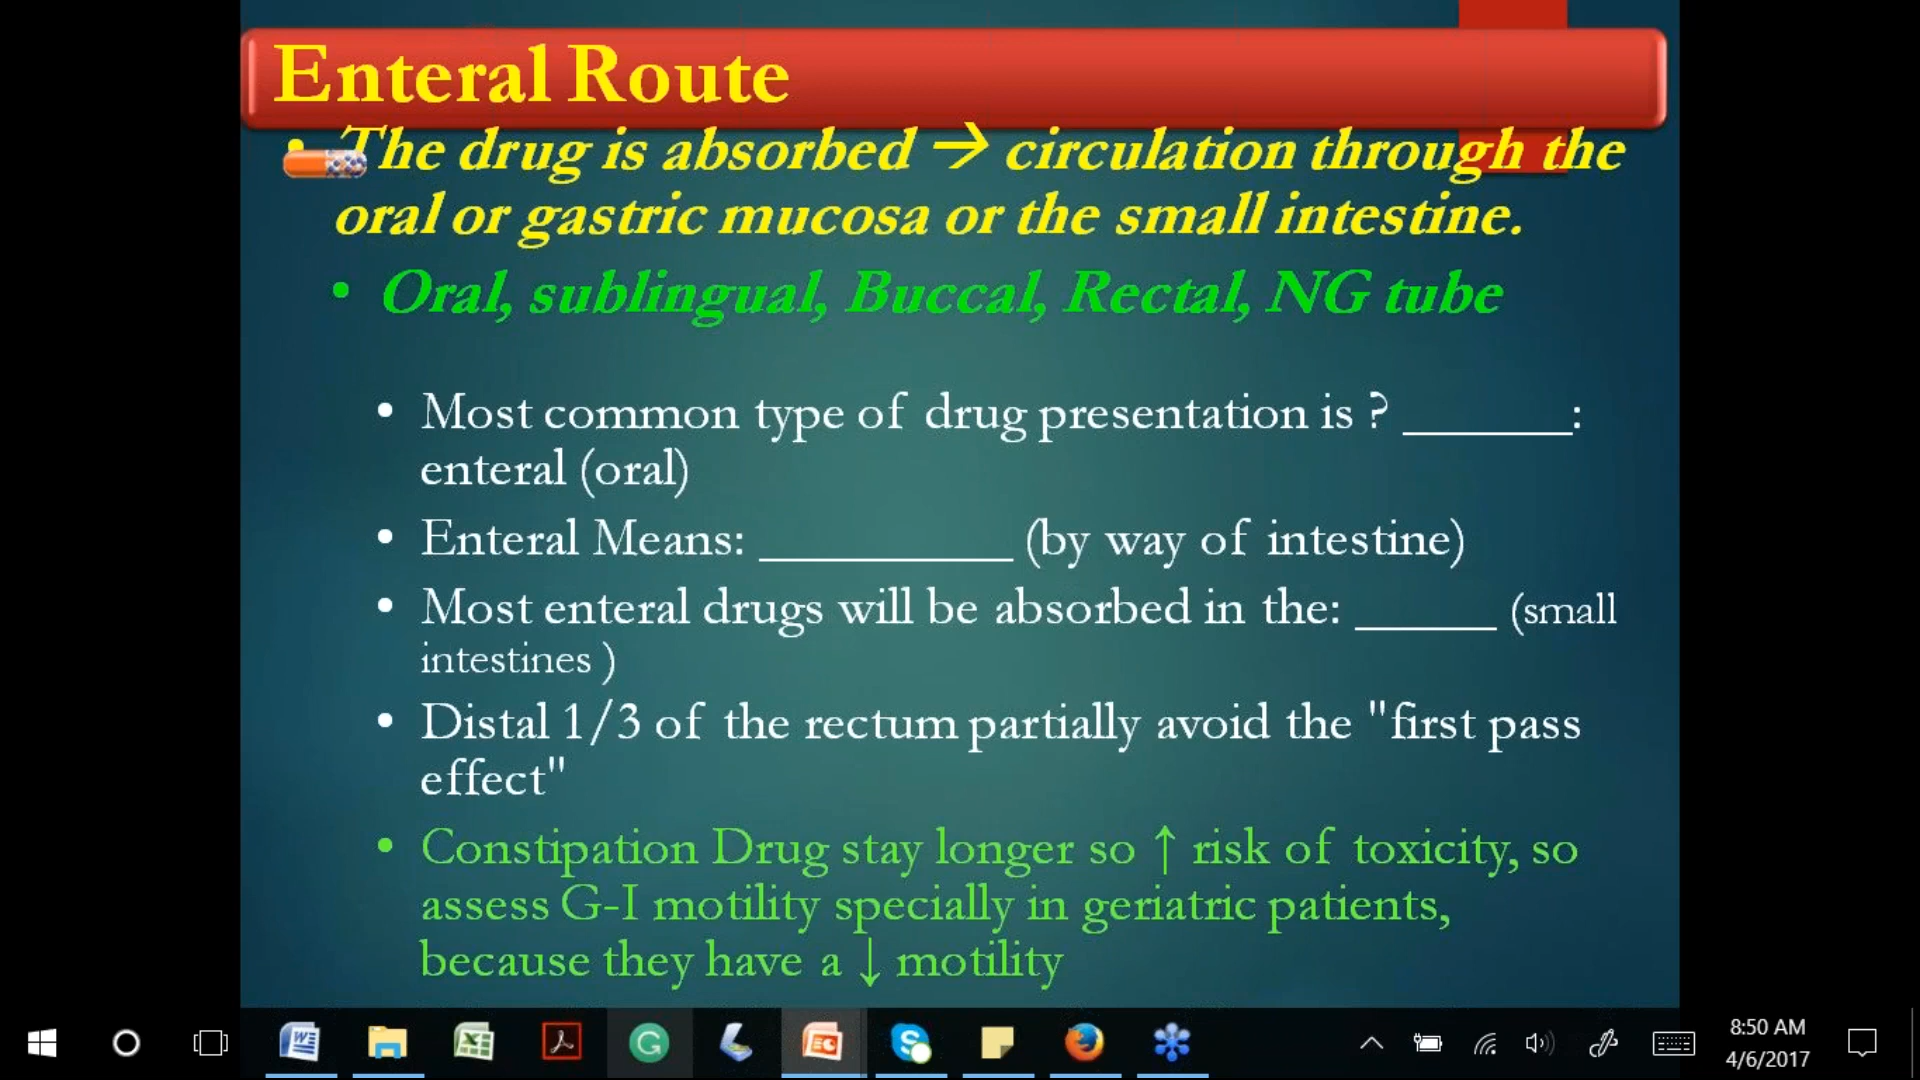 Enteral Route
• The drug is absorbed → circulation through the
oral or gastric mucosa or the small intestine.
• Oral, sublingual, Buccal, Rectal, NG tube
• Most common type of drug presentation is ? _______:
enteral (oral)
• Enteral Means: __________ (by way of intestine)
• Most enteral drugs will be absorbed in the: ______ (small
intestines )
• Distal 1/3 of the rectum partially avoid the "first pass
effect"
• Constipation Drug stay longer so ↑ risk of toxicity, so
assess G-I motility specially in geriatric patients,
because they have a ↓ motility
8:50 AM
4/6/2017